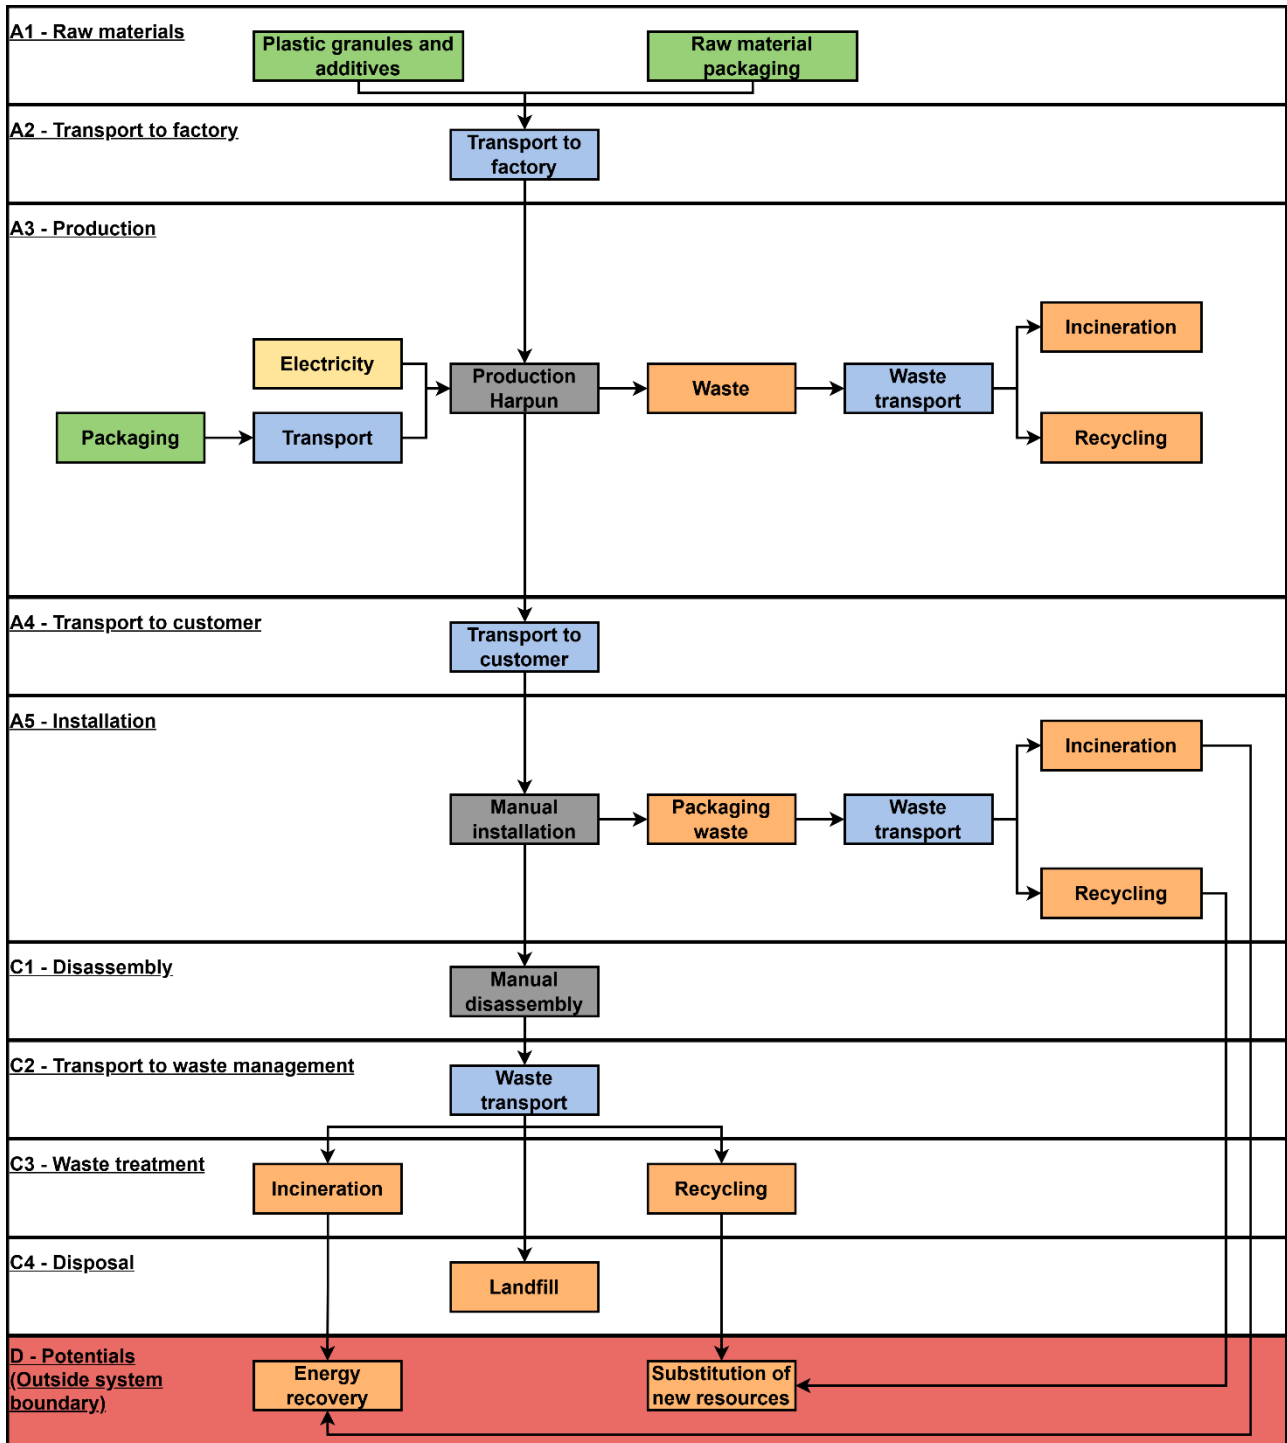 A1 - Raw materials
Plastic granules and
additives
Raw material
packaging
A2 - Transport to factory
Transport to
factory
A3 - Production
Incineration
Electricity
Production
Harpun
Waste
Waste
transport
Packaging
Transport
Recycling
A4 - Transport to customer
Transport to
customer
A5 - Installation
Incineration
Manual
installation
Packaging
waste
Waste
transport
Recycling
C1 - Disassembly
Manual
disassembly
C2 - Transport to waste management
Waste
transport
C3 - Waste treatment
Incineration
Recycling
C4 - Disposal
Landfill
D - Potentials
(Outside system
boundary)
Energy
recovery
Substitution of
new resources